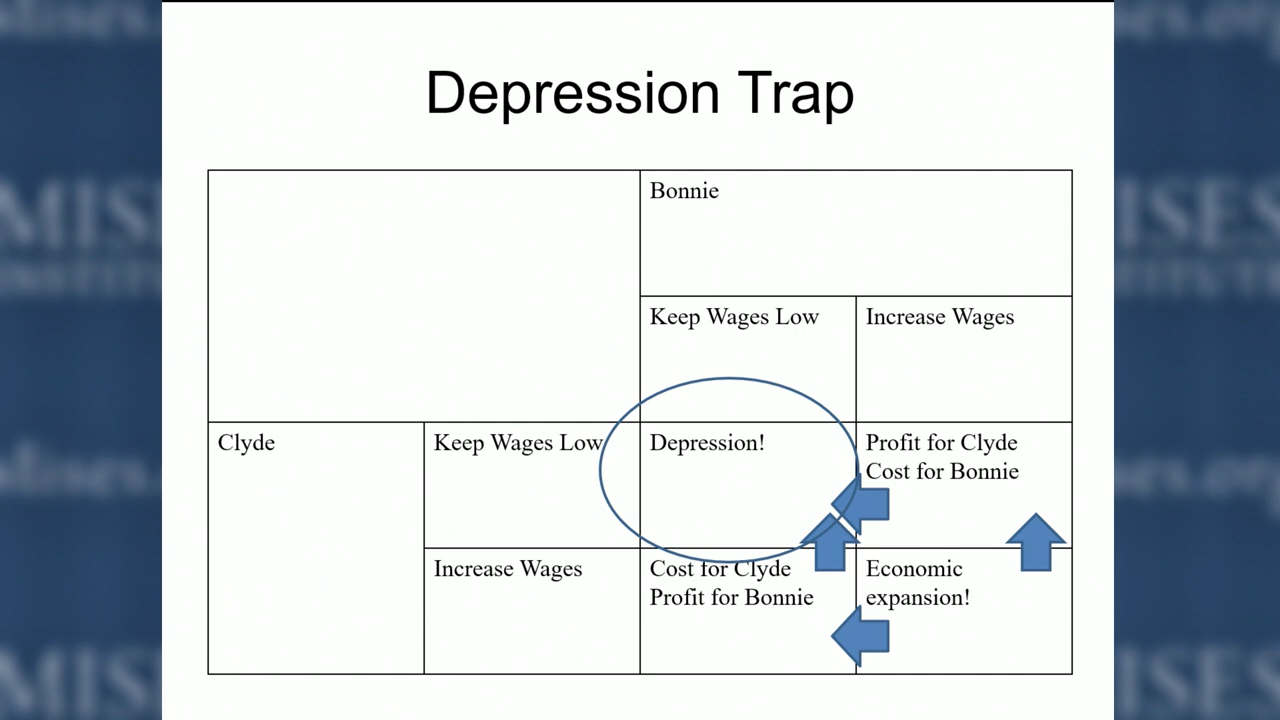 Depression Trap
Bonnie
Keep Wages Low
Increase Wages
Clyde
Keep Wages Low
Depression!
Profit for Clyde
Cost for Bonnie
Increase Wages
Cost for Clyde
Profit for Bonnie
Economic
expansion!